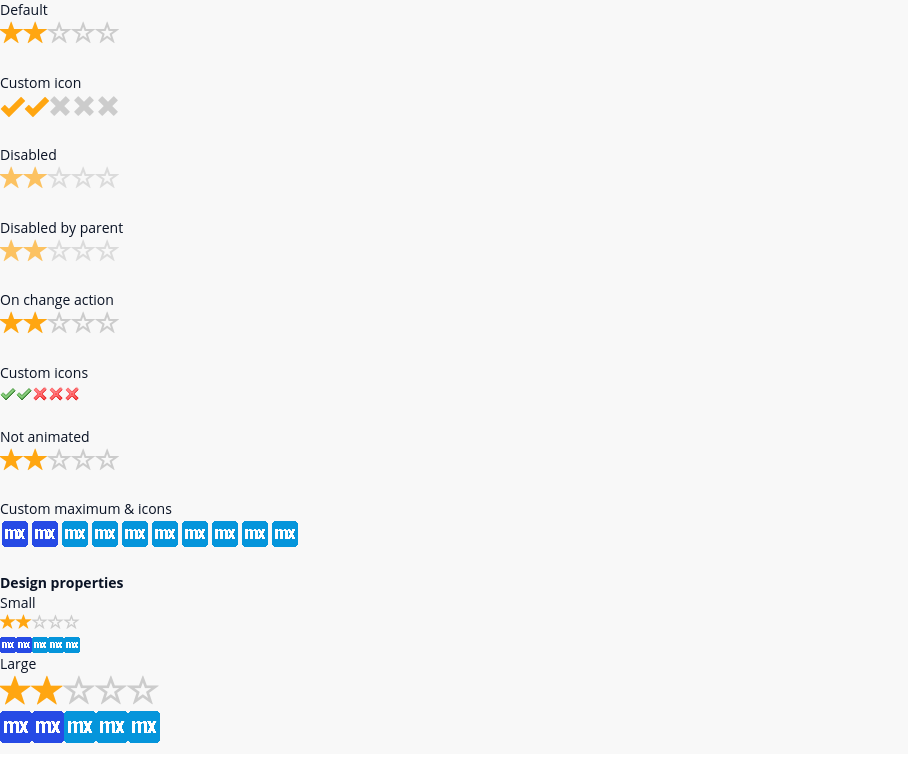 Default
Custom icon
Disabled
Disabled by parent
On change action
Custom icons
Not animated
Custom maximum & icons
mx mx mx mx mx mx mx mx mx mx
Design properties
Small
mx mx mx mx mx
Large
mx mx mx mx mx